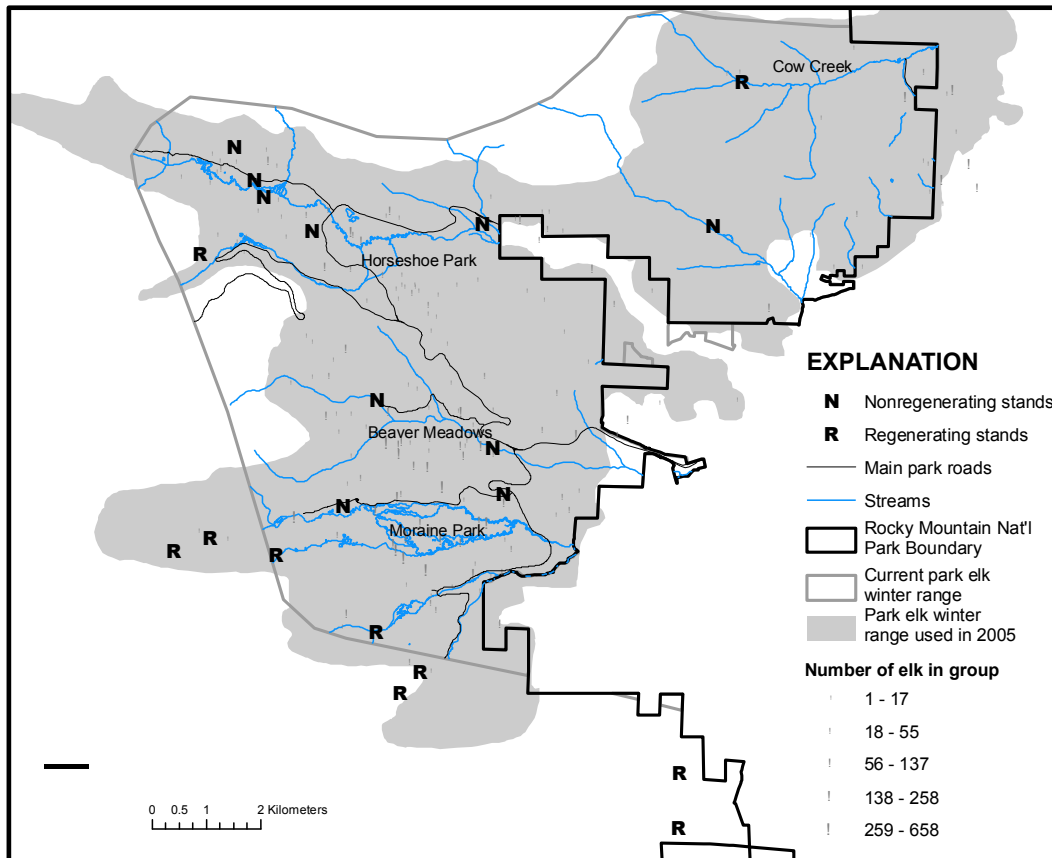 Cow Creek
R
N
N
N
N
N
N
R
Horseshoe Park
EXPLANATION
N Nonregenerating stands
R Regenerating stands
Main park roads
Streams
Rocky Mountain Nat'l
Park Boundary
Current park elk
winter range
Park elk winter
range used in 2005
Number of elk in group
1 - 17
18 - 55
56 - 137
138 - 258
259 - 658
N
Beaver Meadows
N
N
N
Moraine Park
R
R
R
R
R
R
R
R
0 0.5 1 2 Kilometers